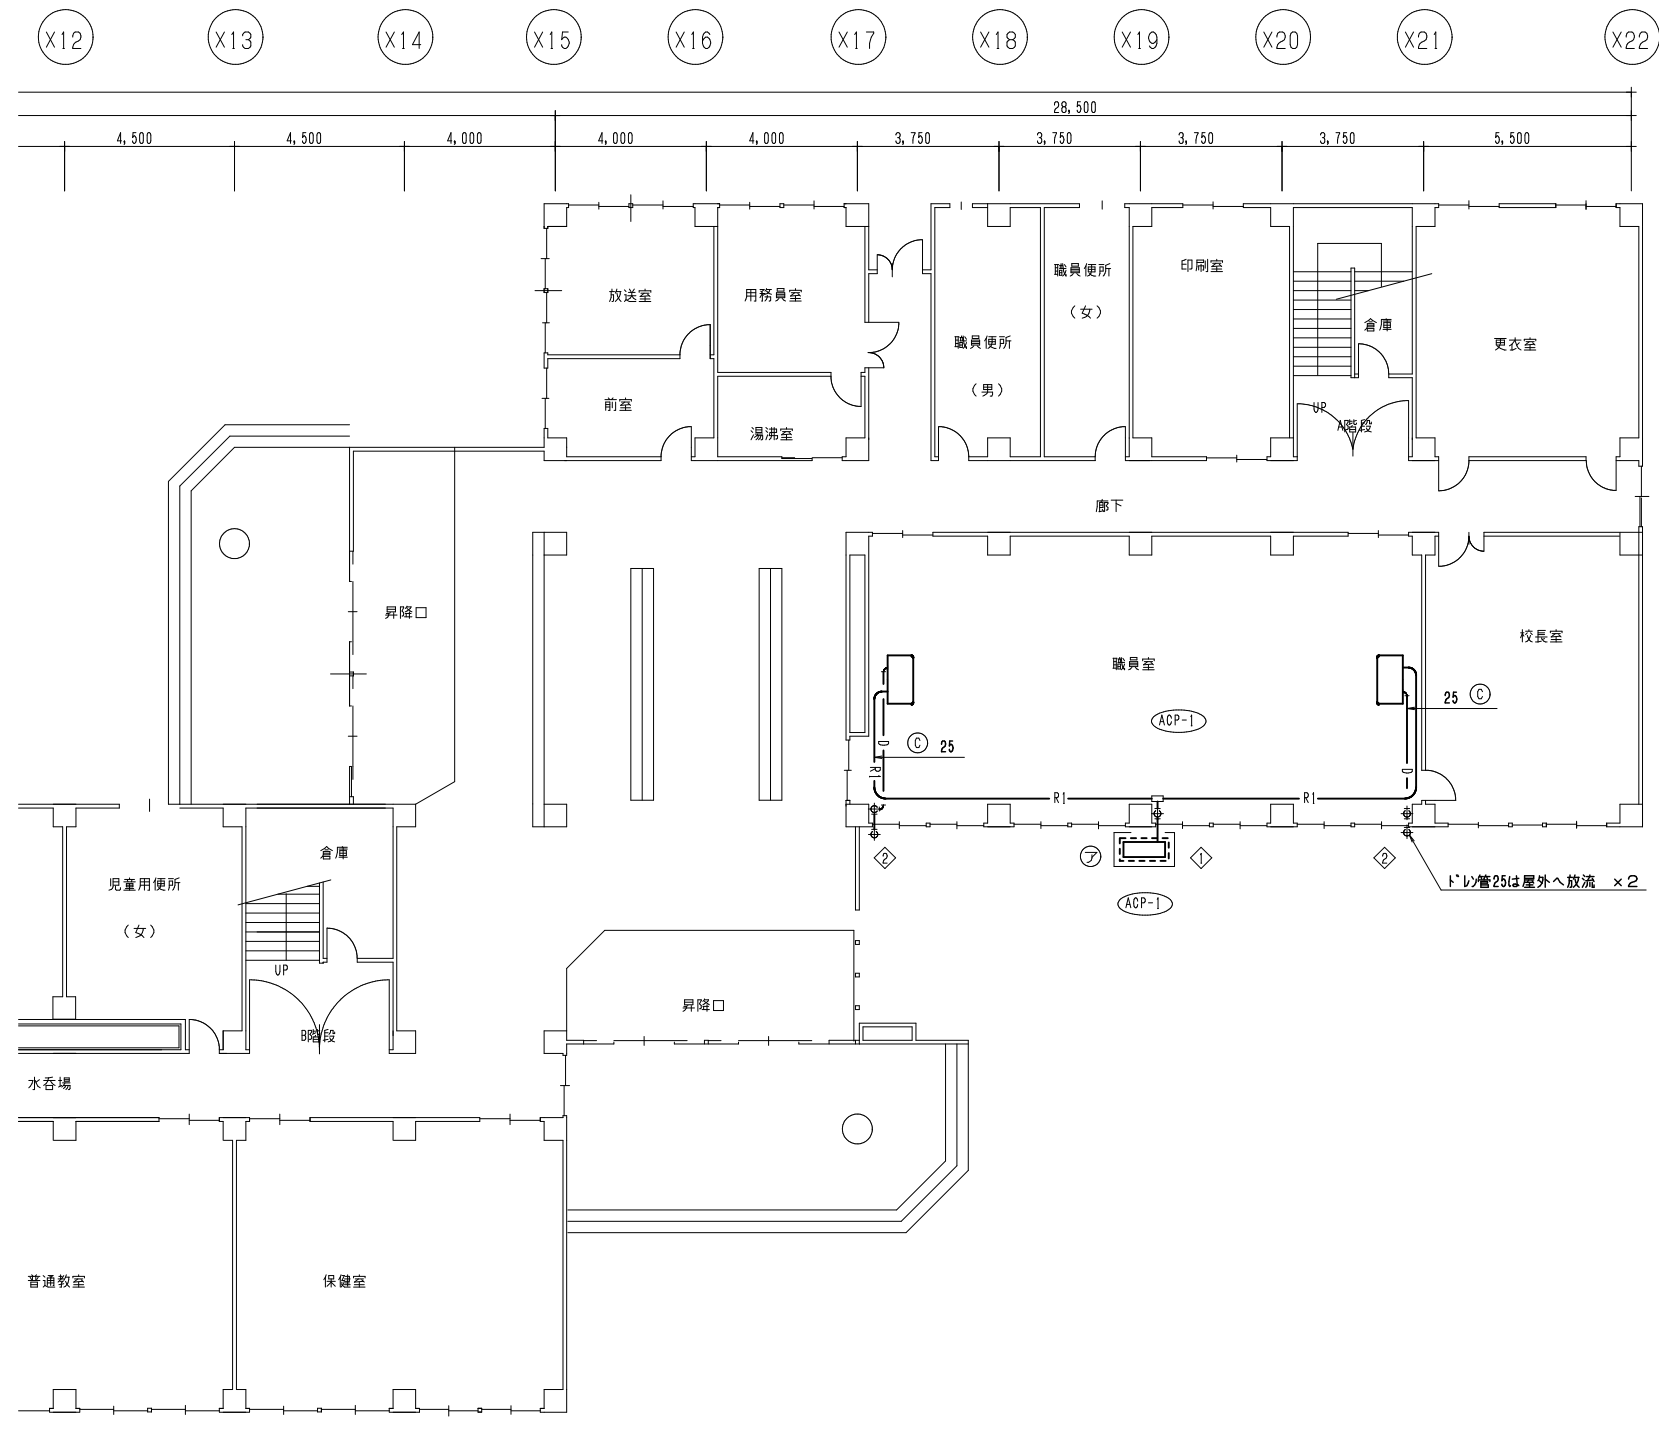 X12 X13 X14 X15 X16 X17 X18 X19 X20 X21 X22
28,500
4,500 4,500 4,000 4,000 4,000 3,750 3,750 3,750 3,750 5,500
放送室
用務員室
職員便所
（女）
印刷室
倉庫
更衣室
職員便所
（男）
前室
湯沸室
UP
A階段
廊下
昇降口
職員室
校長室
25 C
ACP-1
C 25
D
R1
D
R1
R1
2
ア
1
2
ﾄﾞﾚﾝ管25は屋外へ放流 ×2
ACP-1
倉庫
児童用便所
（女）
UP
B階段
昇降口
水呑場
普通教室
保健室